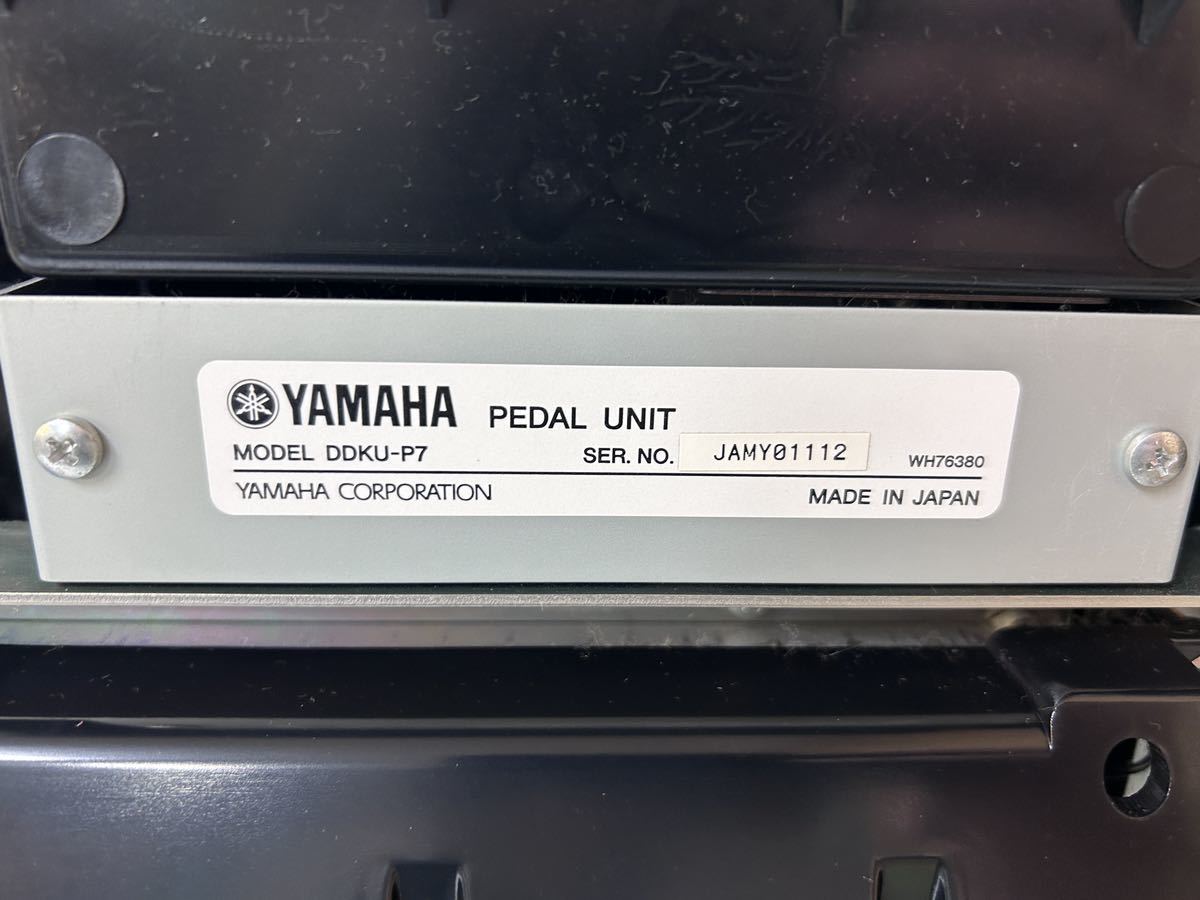 YAMAHA PEDAL UNIT
MODEL DDKU-P7 SER. NO. JAMY01112 WH76380
YAMAHA CORPORATION MADE IN JAPAN